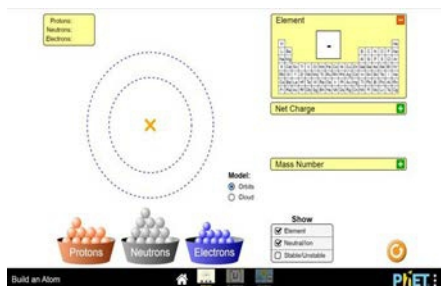 Protons:
Neutrons:
Electrons:
Element
-
Net Charge
Mass Number
Model:
Orbits
Cloud
Protons
Neutrons
Electrons
Show
Element
Neutral/Ion
Stable/Unstable
Build an Atom
PhET